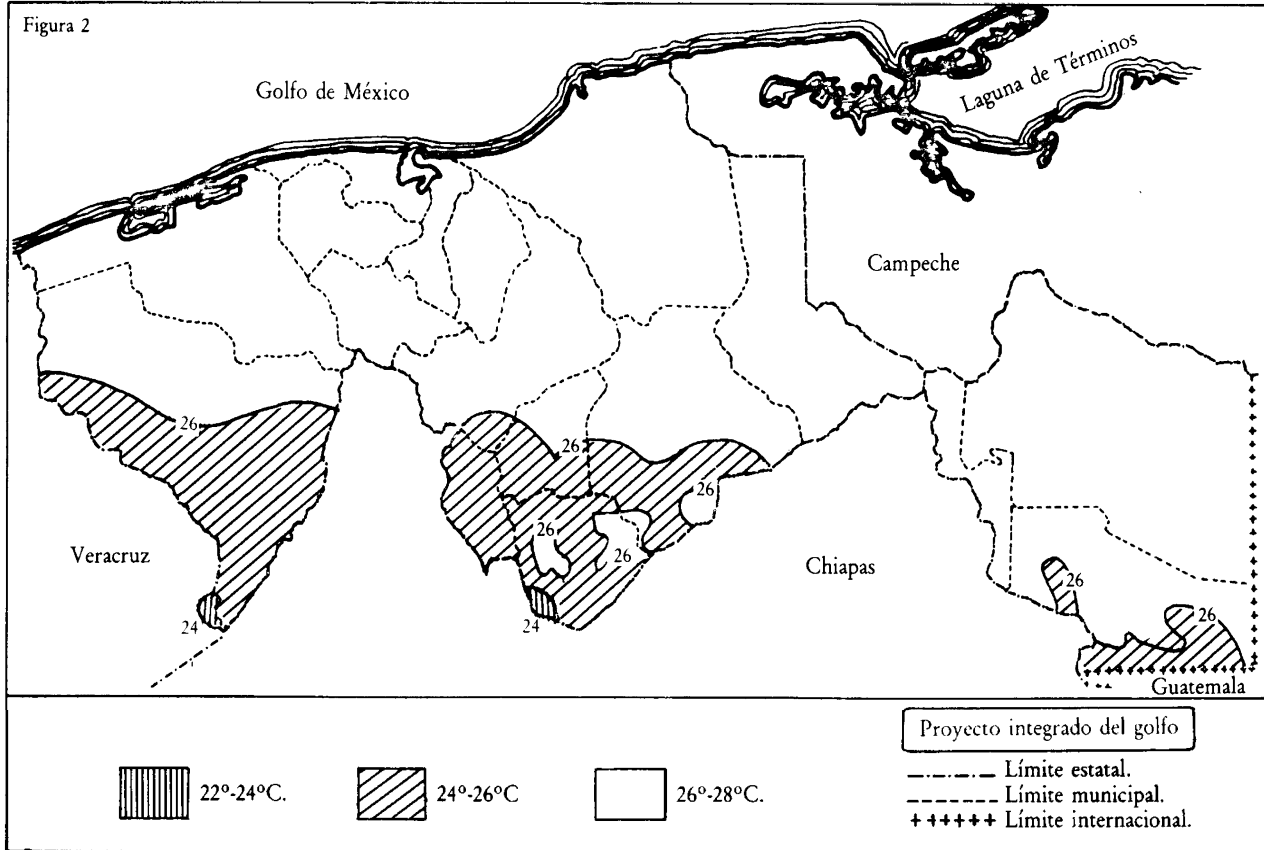 Figura 2
Golfo de México
Laguna de Términos
Campeche
26
26
26
26
26
Veracruz
Chiapas
26
26
24
24
Guatemala
Proyecto integrado del golfo
22°-24°C.
24°-26°C
26°-28°C.
Límite estatal.
Límite municipal.
Límite internacional.